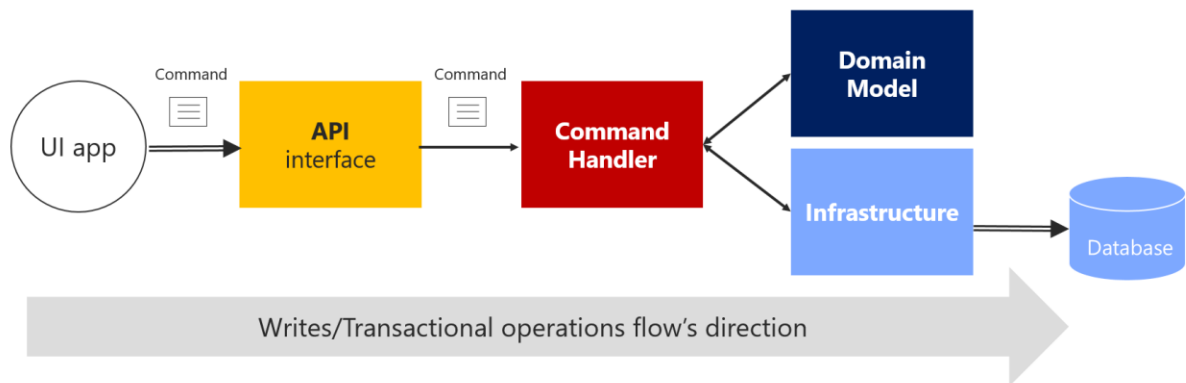 UI app
Command
API
interface
Command
Command
Handler
Domain
Model
Infrastructure
Database
Writes/Transactional operations flow's direction